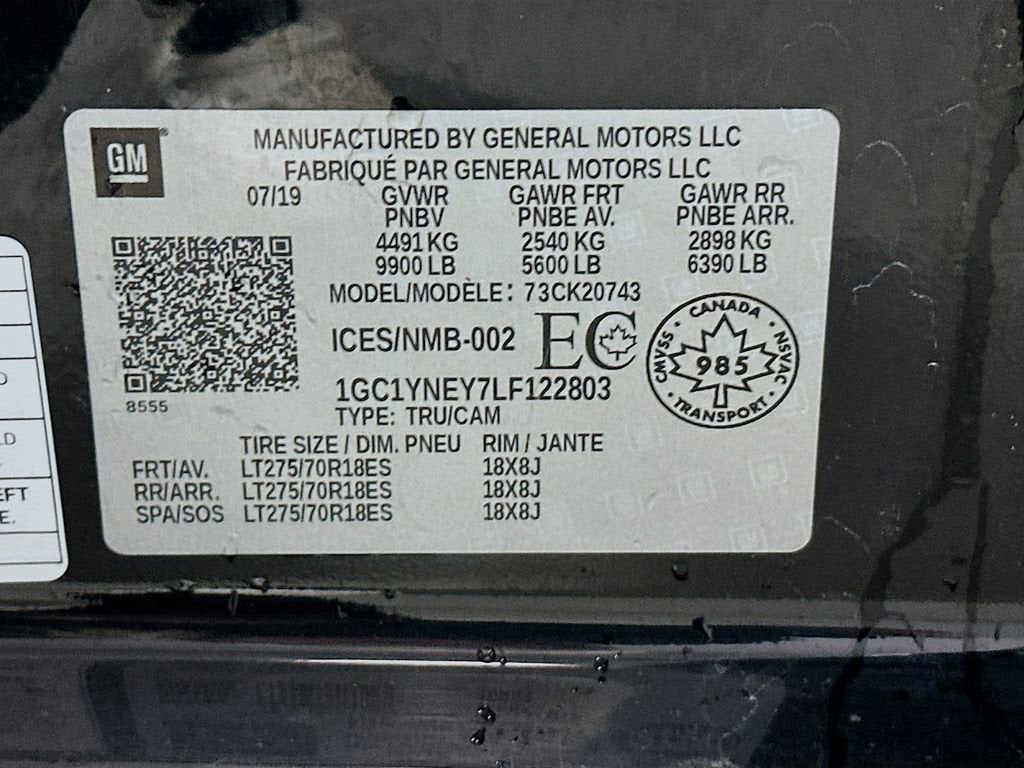 GM
MANUFACTURED BY GENERAL MOTORS LLC
FABRIQUÉ PAR GENERAL MOTORS LLC
07/19 GVWR GAWR FRT GAWR RR
PNBV PNBE AV. PNBE ARR.
4491 KG 2540 KG 2898 KG
9900 LB 5600 LB 6390 LB
MODEL/MODÈLE: 73CK20743
ICES/NMB-002 EC
CANADA
CMVSS 985 NSVAC
TRANSPORT
8555
1GC1YNEY7LF122803
TYPE: TRU/CAM
TIRE SIZE / DIM. PNEU RIM / JANTE
FRT/AV. LT275/70R18ES 18X8J
RR/ARR. LT275/70R18ES 18X8J
SPA/SOS LT275/70R18ES 18X8J
D
LD
EFT
E.